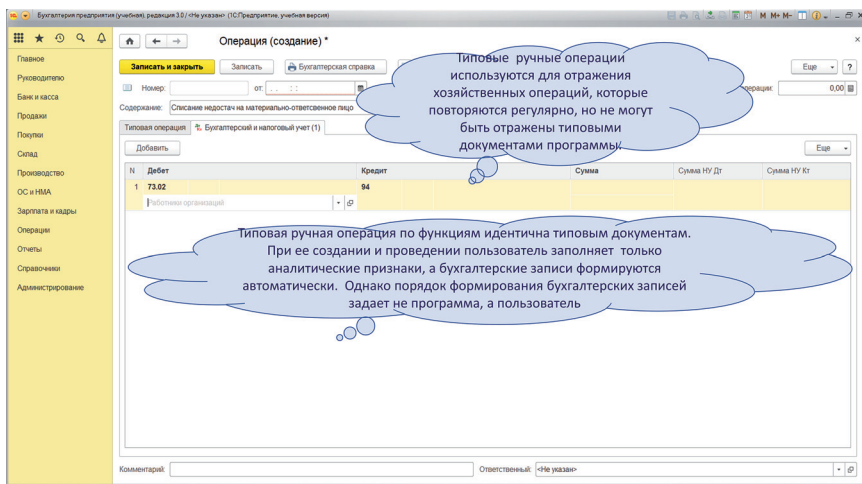 Бухгалтерия предприятия (учебная), редакция 3.0 / <Не указан> (1С:Предприятие, учебная версия)
M M+ M-
Операция (создание) *
Главное
Руководителю
Банк и касса
Продажи
Покупки
Склад
Производство
ОС и НМА
Зарплата и кадры
Операции
Отчеты
Справочники
Администрирование
Записать и закрыть Записать Бухгалтерская справка Еще ?
Номер: от: . . : : 0,00
Содержание: Списание недостач на материально-ответсвенное лицо
Типовая операция Бухгалтерский и налоговый учет (1)
Добавить Еще
N Дебет Кредит Сумма Сумма НУ Дт Сумма НУ Кт
1 73.02 94
Работники организаций
Типовые ручные операции
используются для отражения
хозяйственных операций, которые
повторяются регулярно, но не могут
быть отражены типовыми
документами программы.
Типовая ручная операция по функциям идентична типовым документам.
При ее создании и проведении пользователь заполняет только
аналитические признаки, а бухгалтерские записи формируются
автоматически. Однако порядок формирования бухгалтерских записей
задает не программа, а пользователь
Комментарий: Ответственный: <Не указан>